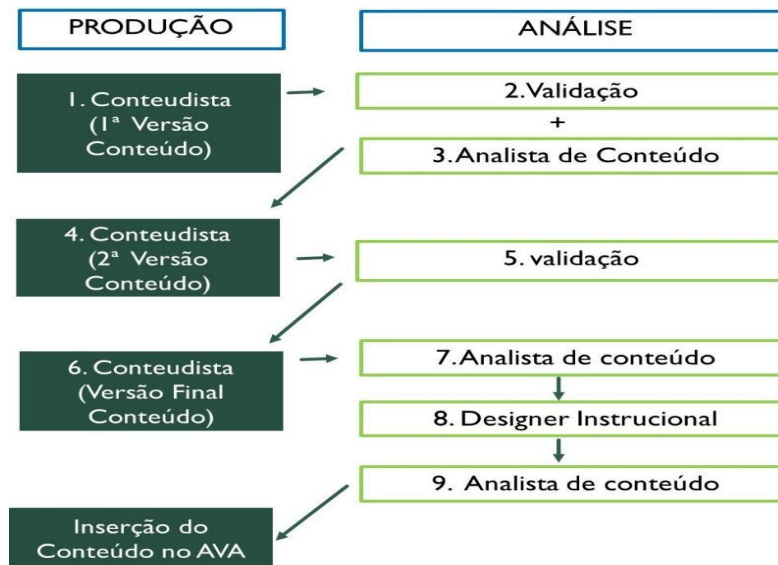 PRODUÇÃO
ANÁLISE
1. Conteudista
(1ª Versão
Conteúdo)
2.Validação
+
3.Analista de Conteúdo
4. Conteudista
(2ª Versão
Conteúdo)
5. validação
6. Conteudista
(Versão Final
Conteúdo)
7.Analista de conteúdo
8. Designer Instrucional
9. Analista de conteúdo
Inserção do
Conteúdo no AVA